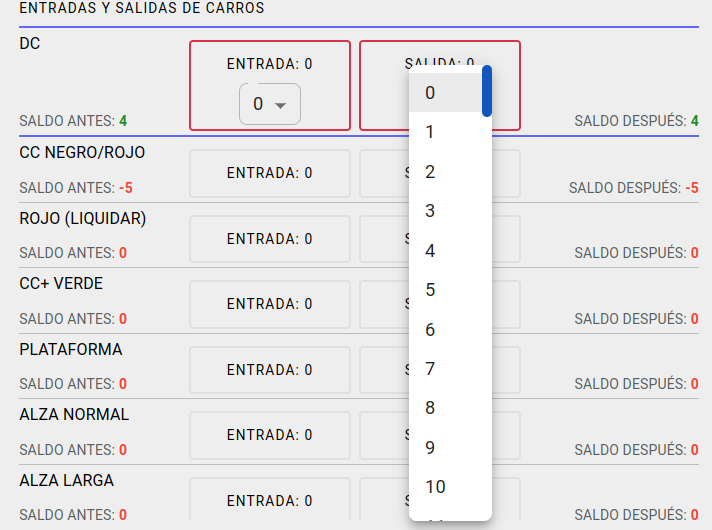 ENTRADAS Y SALIDAS DE CARROS
DC
ENTRADA: 0
SALIDA: 0
0
SALDO ANTES: 4
SALDO DESPUÉS: 4
CC NEGRO/ROJO
ENTRADA: 0
SALDO ANTES: -5
SALDO DESPUÉS: -5
ROJO (LIQUIDAR)
ENTRADA: 0
SALDO ANTES: 0
SALDO DESPUÉS: 0
CC+ VERDE
ENTRADA: 0
SALDO ANTES: 0
SALDO DESPUÉS: 0
PLATAFORMA
ENTRADA: 0
SALDO ANTES: 0
SALDO DESPUÉS: 0
ALZA NORMAL
ENTRADA: 0
SALDO ANTES: 0
SALDO DESPUÉS: 0
ALZA LARGA
ENTRADA: 0
SALDO ANTES: 0
SALDO DESPUÉS: 0
0
1
2
3
4
5
6
7
8
9
10